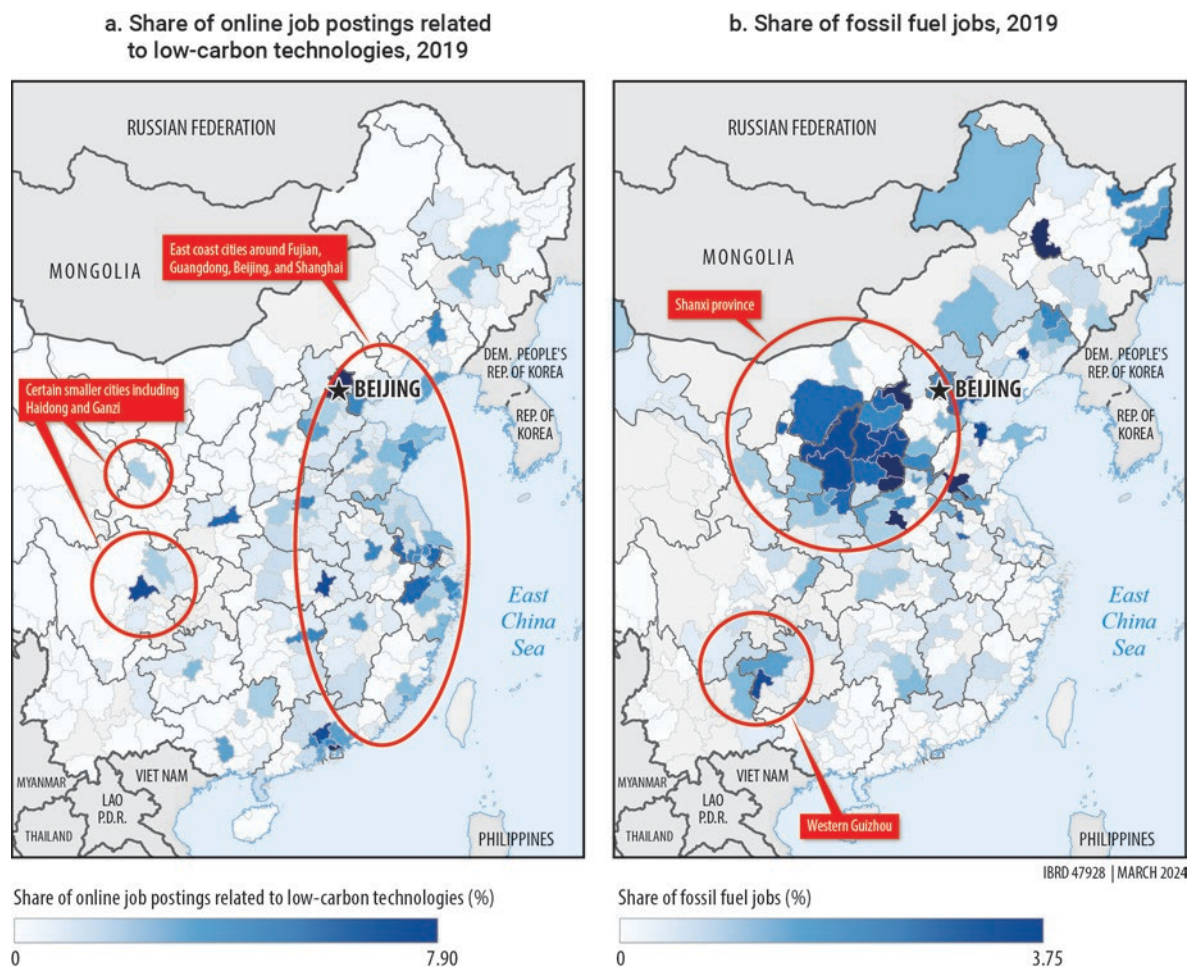 a. Share of online job postings related
to low-carbon technologies, 2019
RUSSIAN FEDERATION
MONGOLIA
East coast cities around Fujian,
Guangdong, Beijing, and Shanghai
Certain smaller cities including
Haidong and Ganzi
BEIJING
DEM. PEOPLE'S
REP. OF KOREA
REP. OF
KOREA
East
China
Sea
MYANMAR
VIET NAM
LAO
P.D.R.
THAILAND
PHILIPPINES
Share of online job postings related to low-carbon technologies (%)
0
7.90
b. Share of fossil fuel jobs, 2019
RUSSIAN FEDERATION
MONGOLIA
Shanxi province
BEIJING
DEM. PEOPLE'S
REP. OF KOREA
REP. OF
KOREA
East
China
Sea
MYANMAR
VIET NAM
LAO
P.D.R.
THAILAND
Western Guizhou
PHILIPPINES
IBRD 47928 | MARCH 2024
Share of fossil fuel jobs (%)
0
3.75